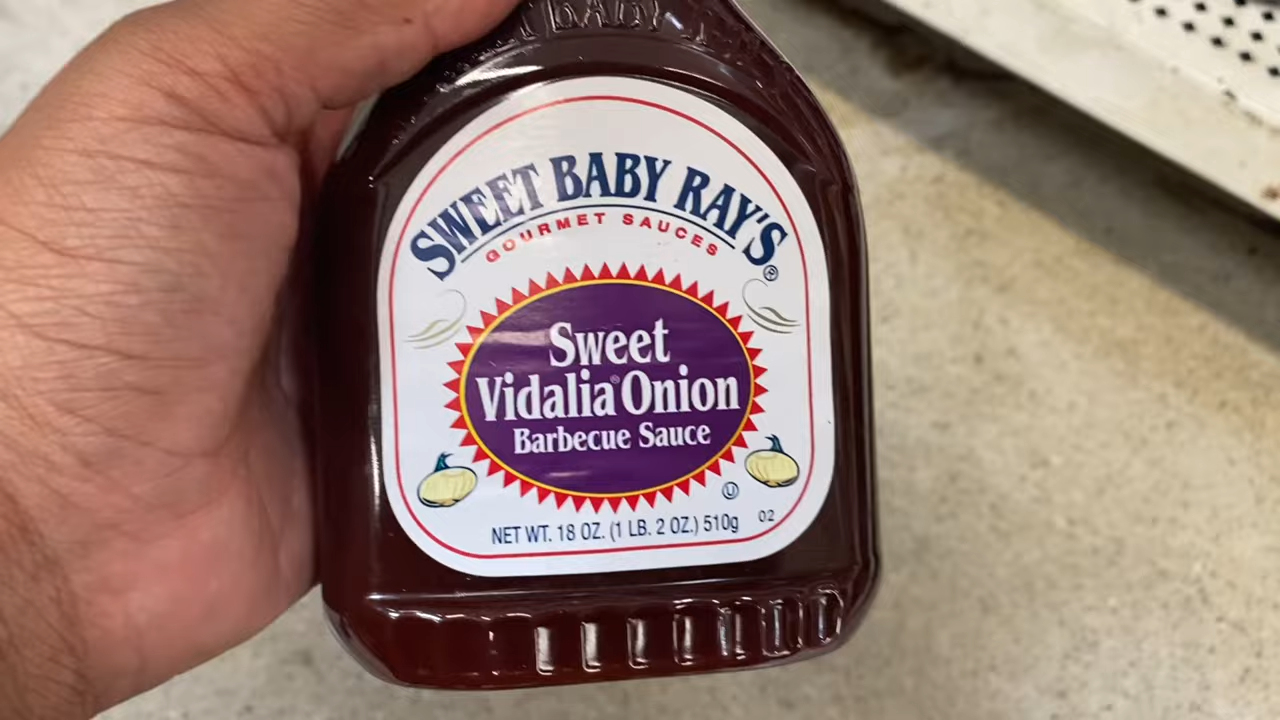 BABY
SWEET BABY RAY'S®
GOURMET SAUCES
Sweet
Vidalia® Onion
Barbecue Sauce
U
NET WT. 18 OZ. (1 LB. 2 OZ.) 510g 02